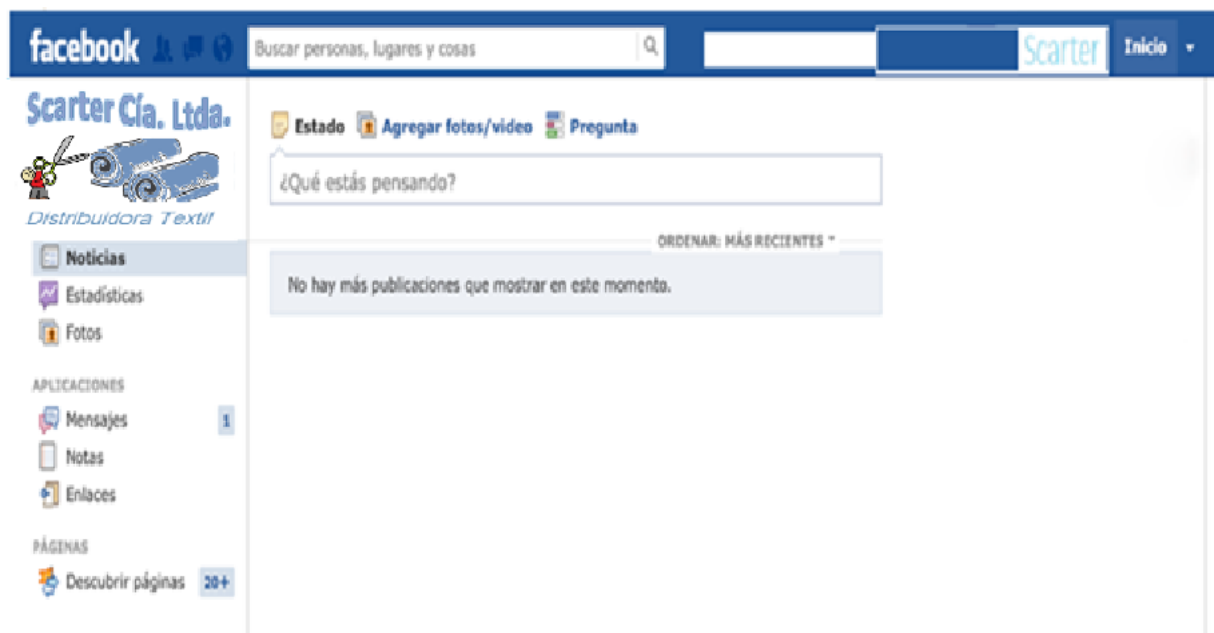 facebook Buscar personas, lugares y cosas Scarter Inicio
Scarter Cía. Ltda.
Distribuidora Textil
Estado Agregar fotos/video Pregunta
¿Qué estás pensando?
ORDENAR: MÁS RECIENTES
No hay más publicaciones que mostrar en este momento.
Noticias
Estadísticas
Fotos
APLICACIONES
Mensajes 1
Notas
Enlaces
PÁGINAS
Descubrir páginas 20+